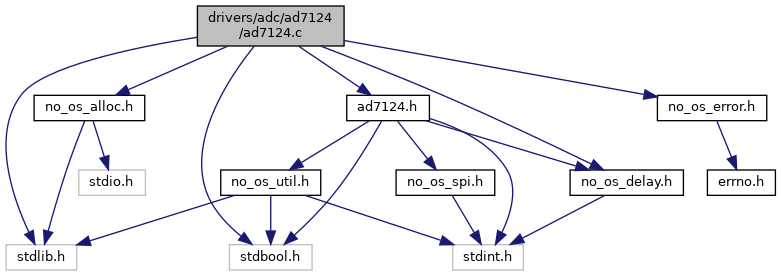 drivers/adc/ad7124
/ad7124.c
no_os_alloc.h
ad7124.h
no_os_error.h
stdio.h
no_os_util.h
no_os_spi.h
no_os_delay.h
errno.h
stdlib.h
stdbool.h
stdint.h